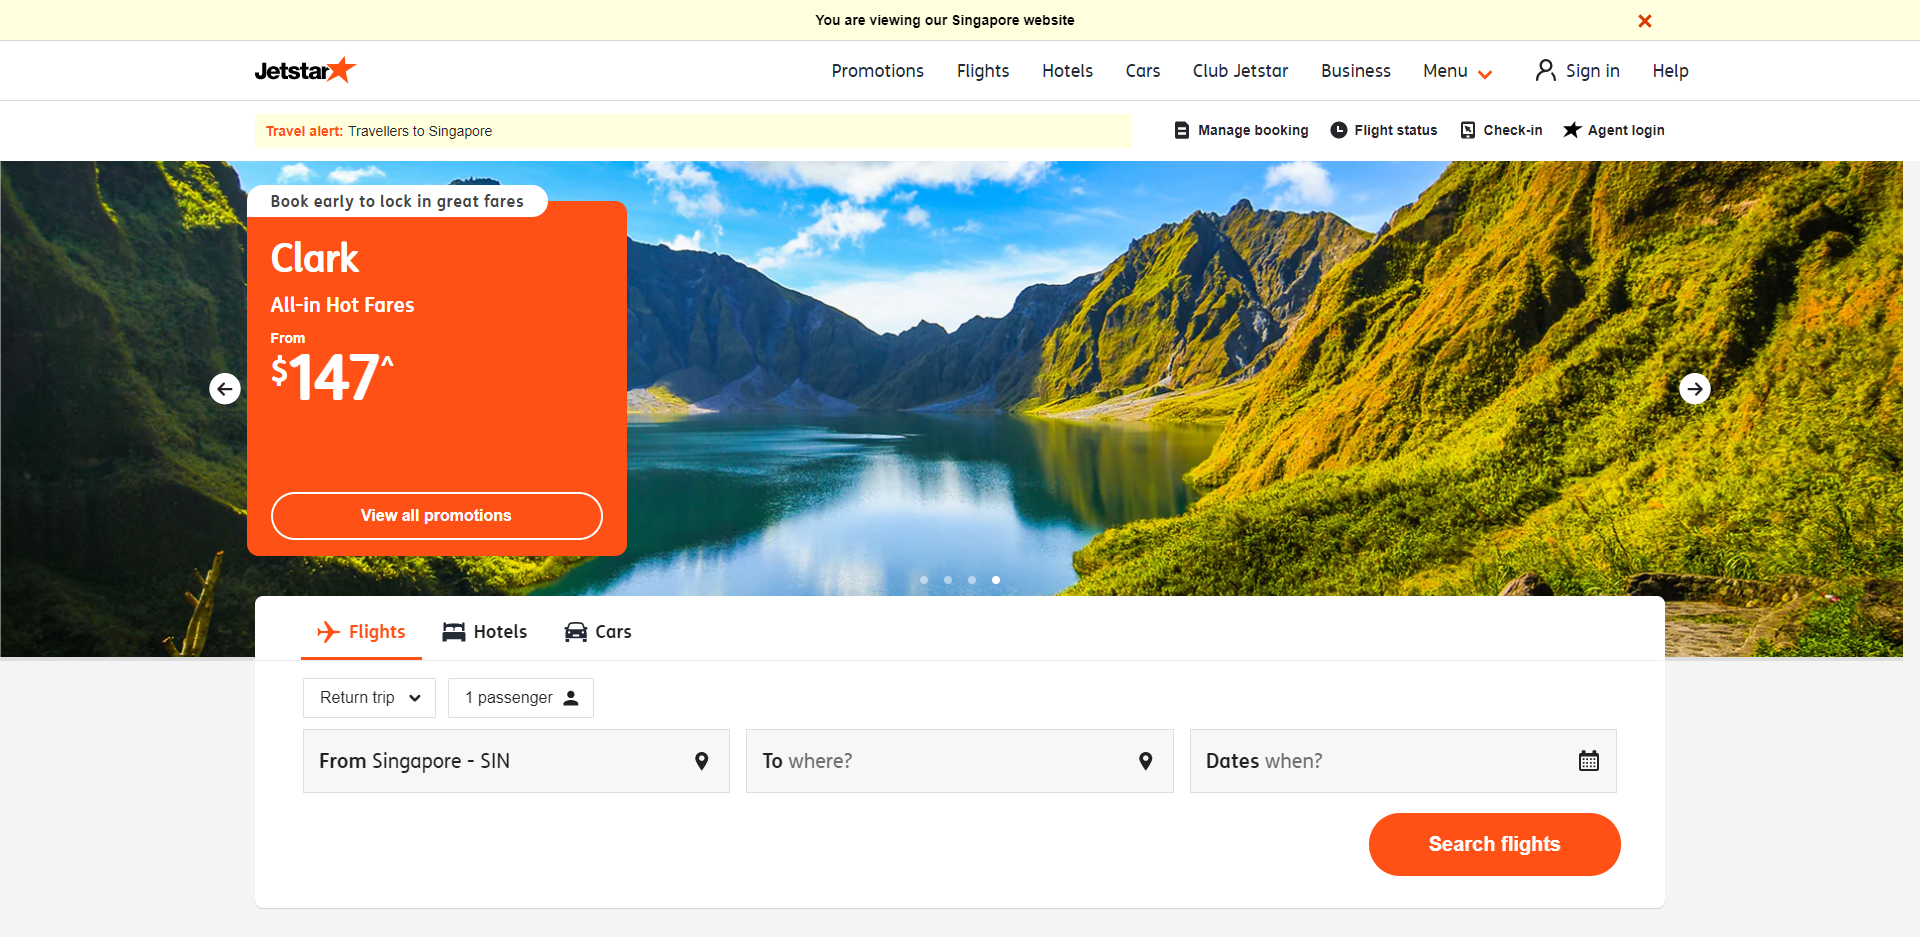 You are viewing our Singapore website
Jetstar
Promotions
Flights
Hotels
Cars
Club Jetstar
Business
Menu
Sign in
Help
Travel alert: Travellers to Singapore
Manage booking
Flight status
Check-in
Agent login
Book early to lock in great fares
Clark
All-in Hot Fares
From
$147^
View all promotions
Flights
Hotels
Cars
Return trip
1 passenger
From Singapore - SIN
To where?
Dates when?
Search flights